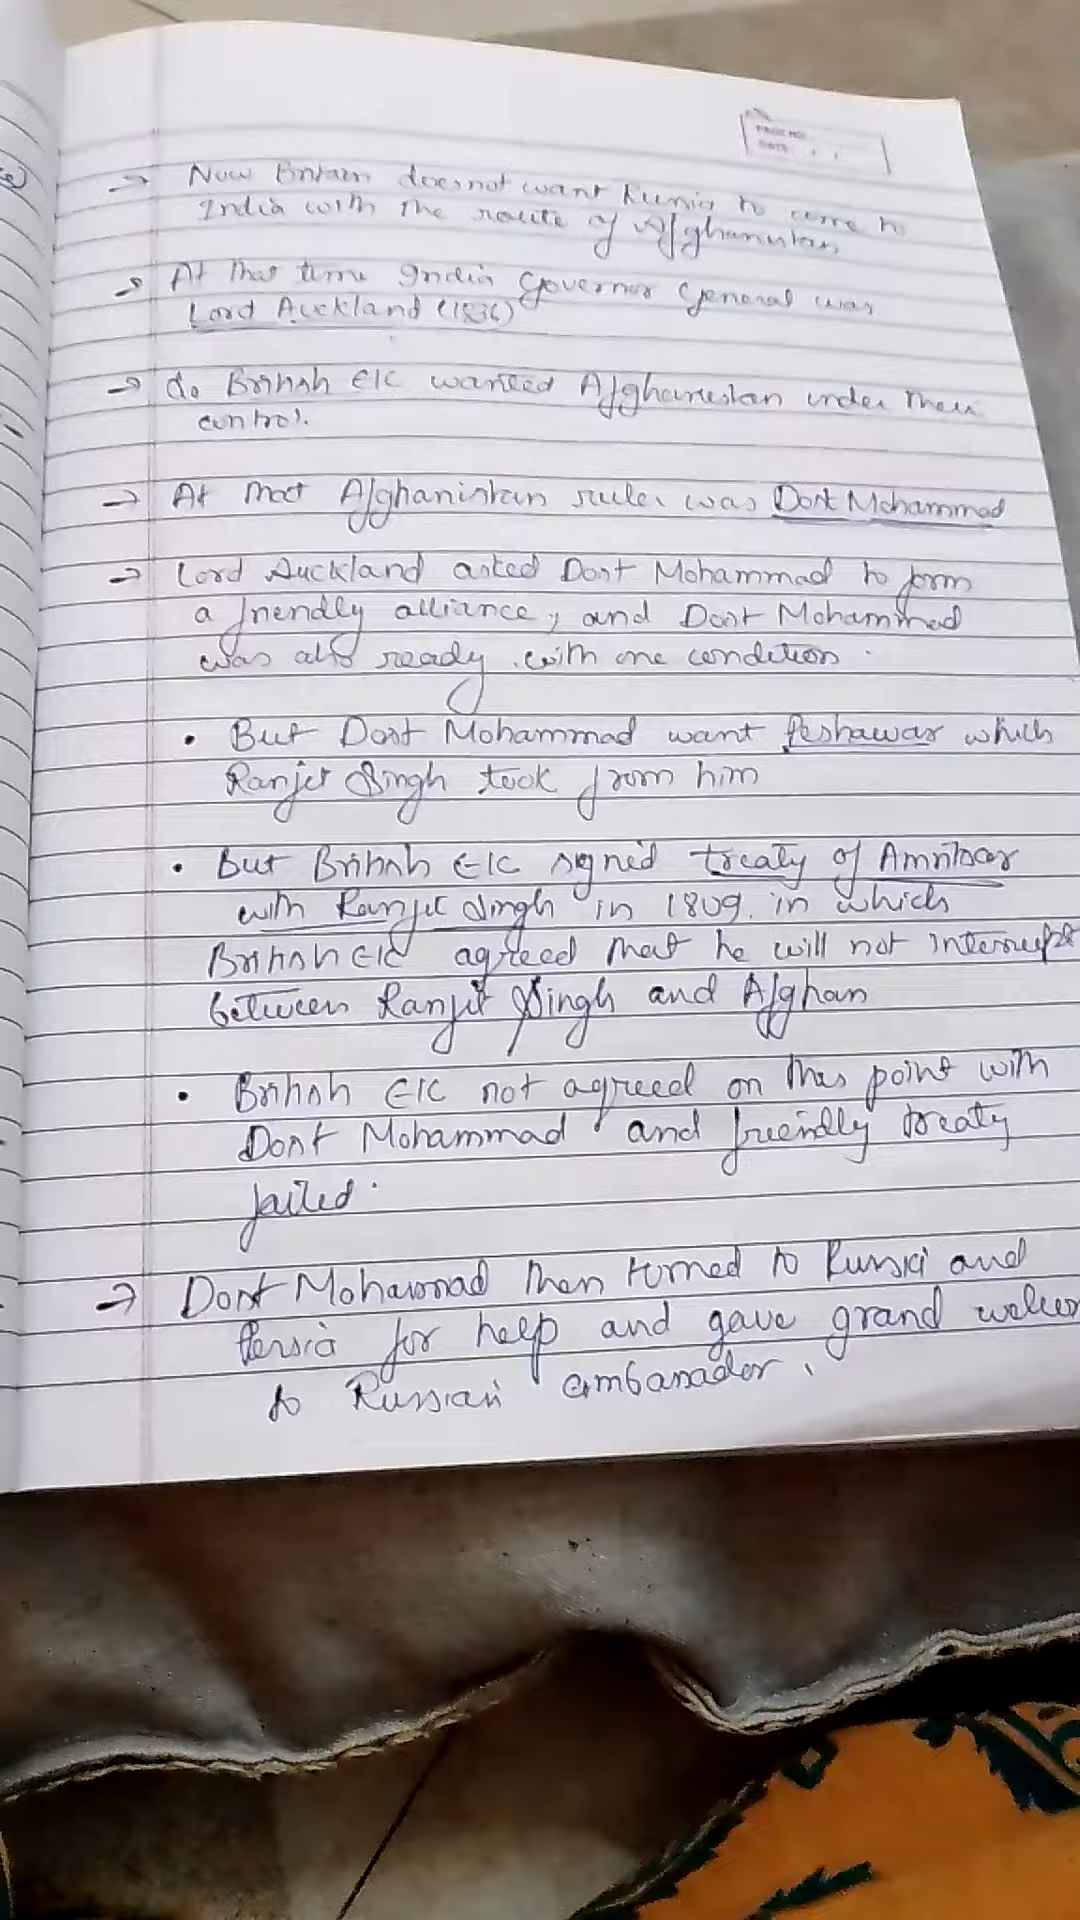 PAGE NO.
DATE
→ Now Britain doesnot want Russia to come to
India with the route of Afghanistan
→ At that time India Governor General was
Lord Auckland (1836)
→ So British EIC wanted Afghanistan under their
control.
→ At that Afghanistan ruler was Dost Mohammad
→ Lord Auckland asked Dost Mohammad to form
a friendly alliance, and Dost Mohammad
was also ready with one condition.
• But Dost Mohammad want Peshawar which
Ranjit Singh took from him
• But British EIC signed treaty of Amritsar
with Ranjit Singh in 1809. in which
British EIC agreed that he will not interrupt
between Ranjit Singh and Afghan
• British EIC not agreed on this point with
Dost Mohammad and friendly treaty
failed.
→ Dost Mohammad then turned to Russia and
Persia for help and gave grand
to Russian ambassador.